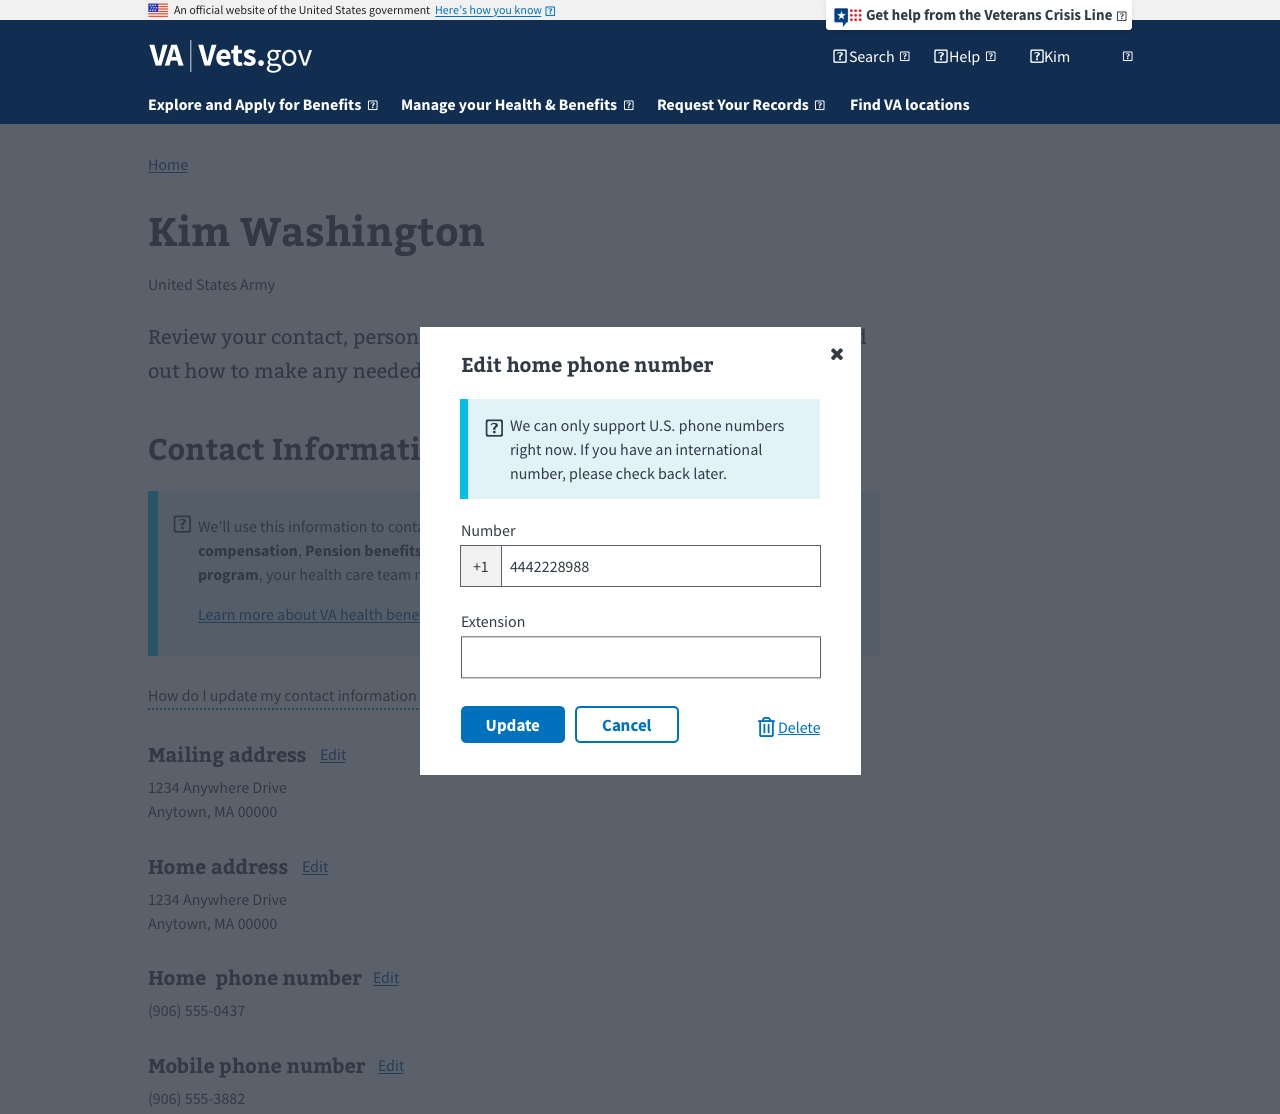 An official website of the United States government Here's how you know
Get help from the Veterans Crisis Line
VA | Vets.gov
Search Help Kim
Explore and Apply for Benefits Manage your Health & Benefits Request Your Records Find VA locations
Home
Kim Washington
United States Army
Review your contact, person
out how to make any needed
Contact Informati
We'll use this information to conta
compensation, Pension benefits
program, your health care team
Learn more about VA health bene
How do I update my contact information
Mailing address Edit
1234 Anywhere Drive
Anytown, MA 00000
Home address Edit
1234 Anywhere Drive
Anytown, MA 00000
Home phone number Edit
(906) 555-0437
Mobile phone number Edit
(906) 555-3882
Edit home phone number
We can only support U.S. phone numbers
right now. If you have an international
number, please check back later.
Number
+1 4442228988
Extension
Update Cancel Delete